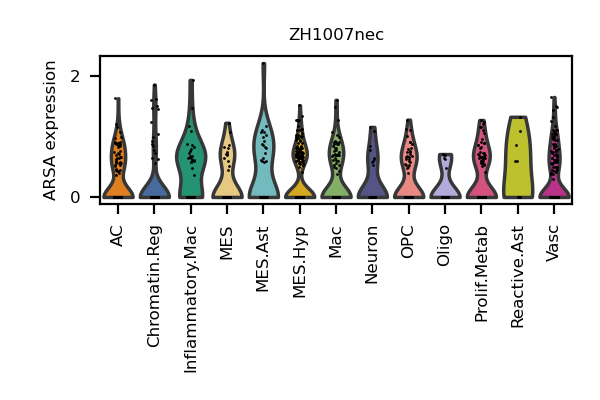 ZH1007nec
ARSA expression
2
0
AC
Chromatin.Reg
Inflammatory.Mac
MES
MES.Ast
MES.Hyp
Mac
Neuron
OPC
Oligo
Prolif.Metab
Reactive.Ast
Vasc